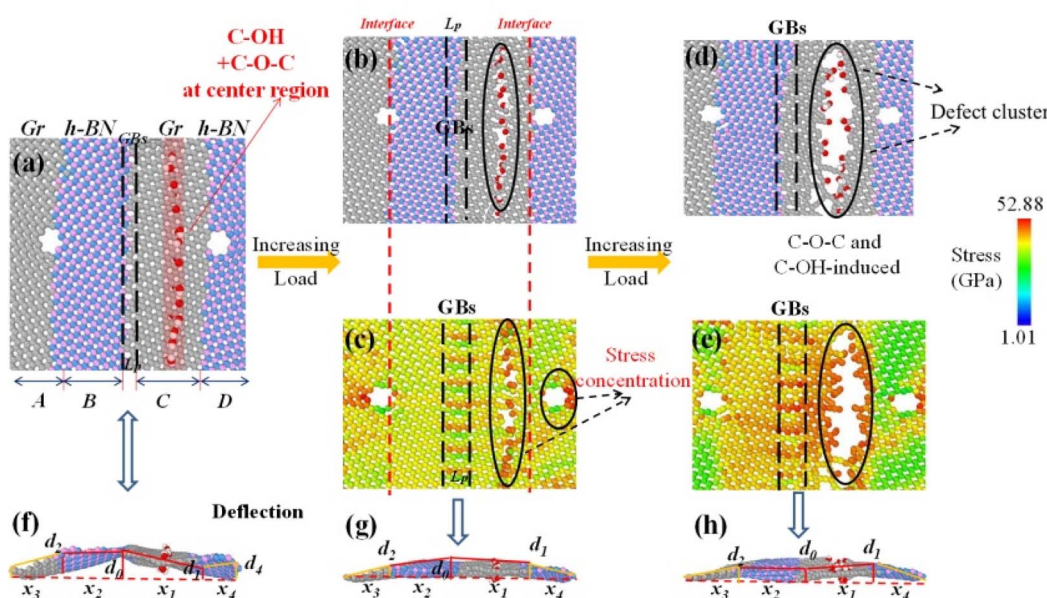 C-OH
+C-O-C
at center region
Gr h-BN GBs Gr h-BN
(a)
Lp
A B C D
Interface Lp Interface
(b)
GBs
Increasing
Load
GBs
(c)
Lp
Stress
concentration
GBs
(d)
Defect cluster
C-O-C and
C-OH-induced
Increasing
Load
GBs
(e)
52.88
Stress
(GPa)
1.01
Deflection
(f)
d2 d0 d1 d4
x3 x2 x1 x4
(g)
d2 d0 d1
x3 x2 x1 x4
(h)
d2 d0 d1
x3 x2 x1 x4